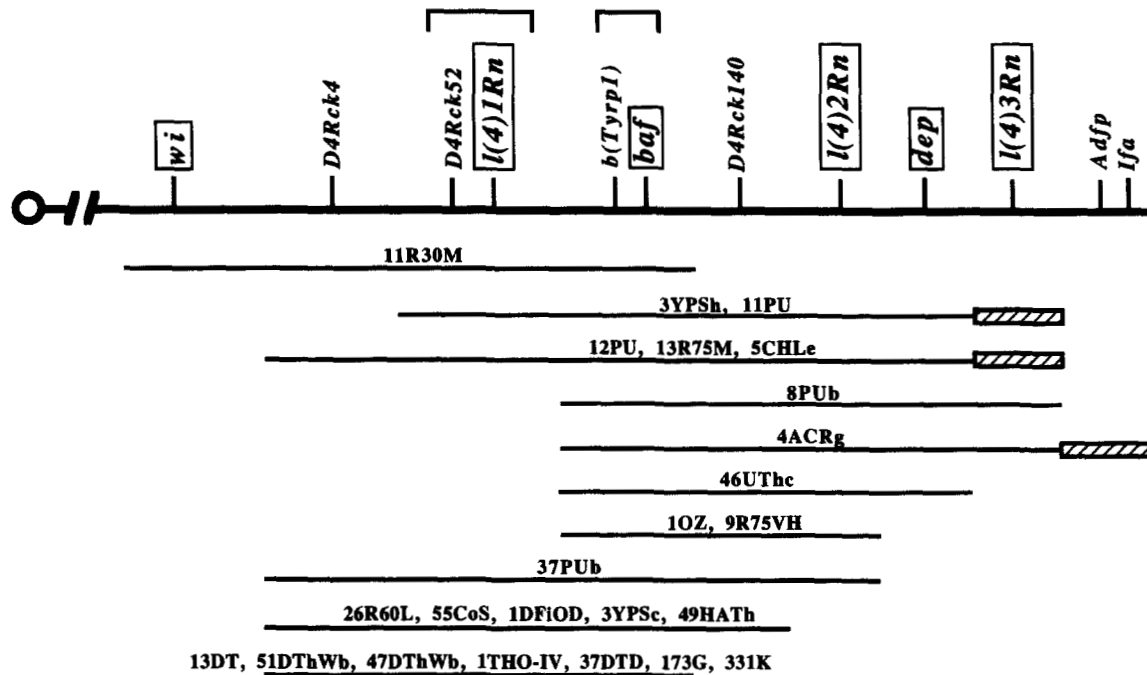 wi
D4Rck4
D4Rck52
l(4)1Rn
b(Tyrp1)
baf
D4Rck140
l(4)2Rn
dep
l(4)3Rn
Adfp
Ifa
11R30M
3YPSh, 11PU
12PU, 13R75M, 5CHLe
8PUb
4ACRg
46UThc
1OZ, 9R75VH
37PUb
26R60L, 55CoS, 1DFiOD, 3YPSc, 49HATh
13DT, 51DThWb, 47DThWb, 1THO-IV, 37DTD, 173G, 331K